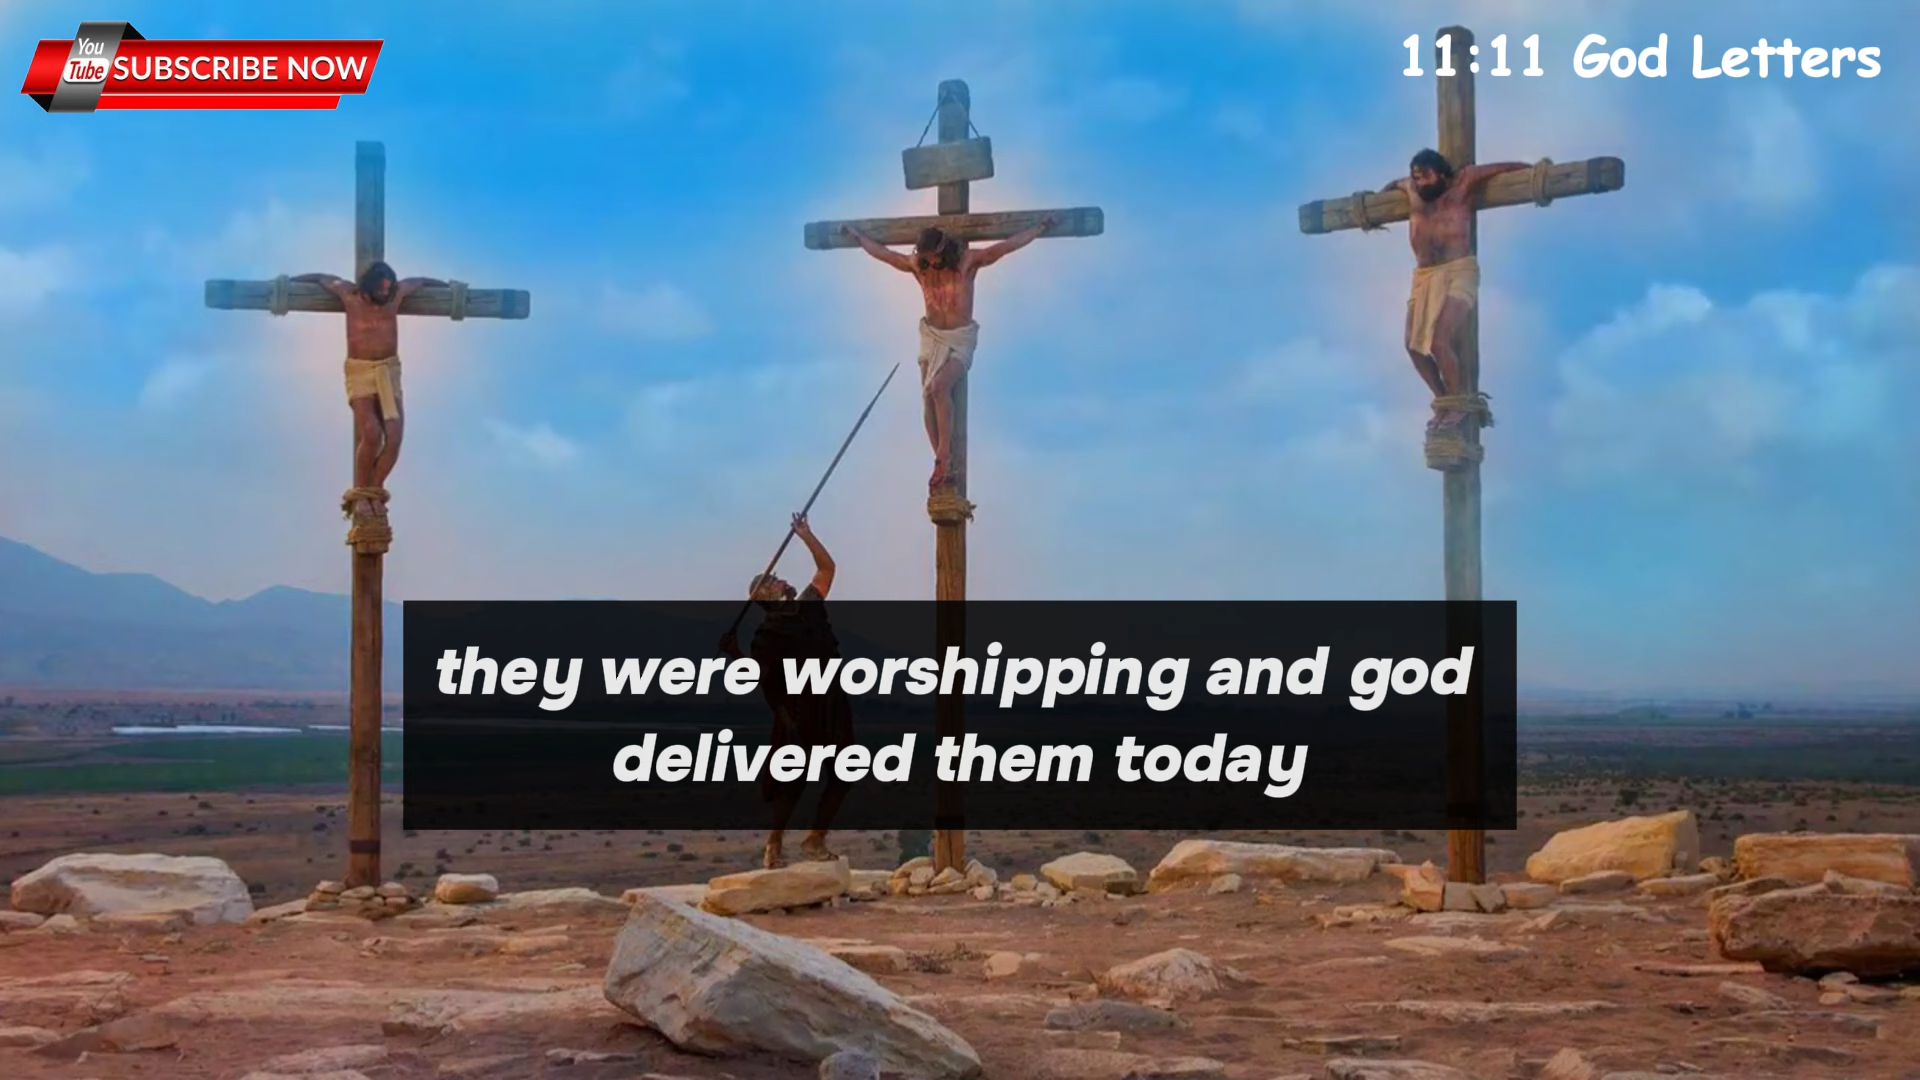 You
Tube
SUBSCRIBE NOW
11:11 God Letters
they were worshipping and god
delivered them today